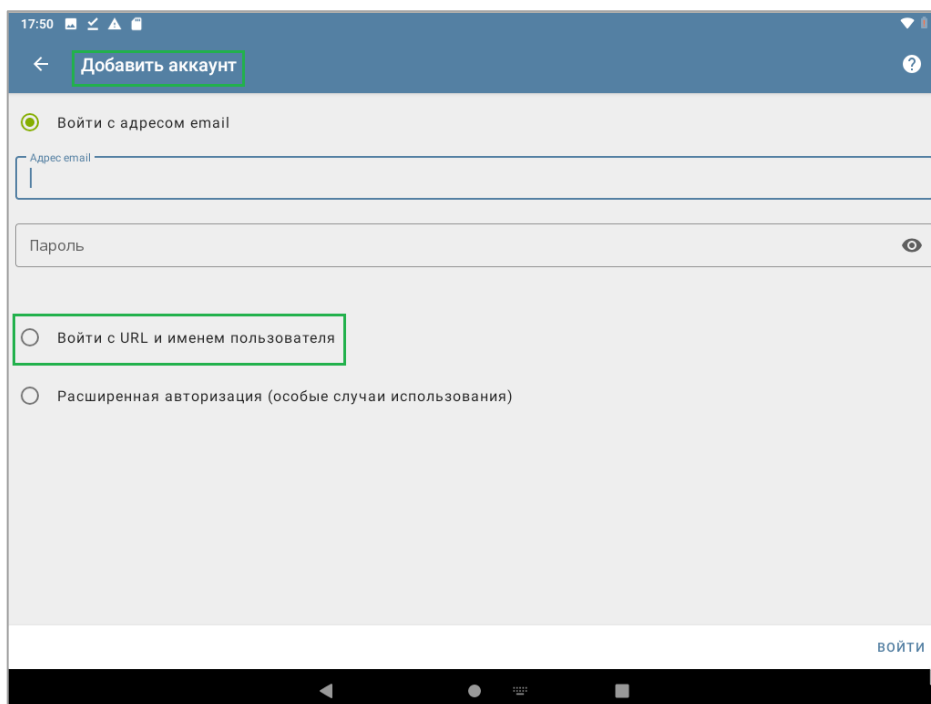 17:50
Добавить аккаунт
Войти с адресом email
Адрес email
Пароль
Войти с URL и именем пользователя
Расширенная авторизация (особые случаи использования)
ВОЙТИ